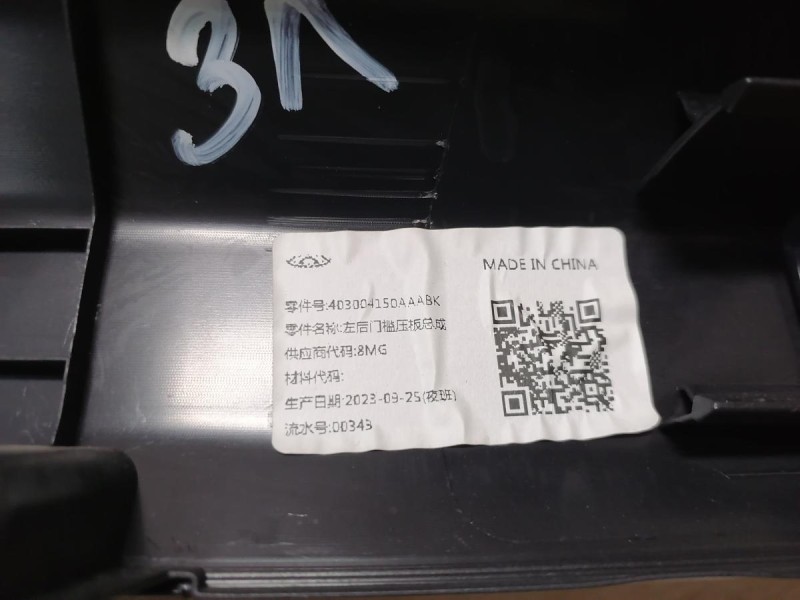 3Л
MADE IN CHINA
零件号:403004150AAABK
零件名称:左后门槛压板总成
供应商代码:8MG
材料代码:
生产日期:2023-09-25(夜班)
流水号:00343